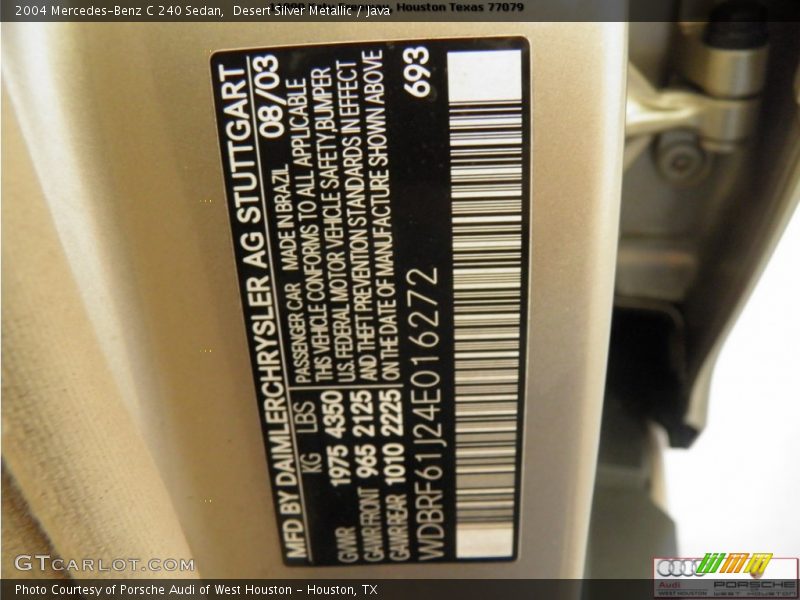 2004 Mercedes-Benz C 240 Sedan, Desert Silver Metallic / Java
Houston Texas 77079
MFD BY DAIMLERCHRYSLER AG STUTTGART
08/03
KG LBS
PASSENGER CAR MADE IN BRAZIL
THIS VEHICLE CONFORMS TO ALL APPLICABLE
U.S. FEDERAL MOTOR VEHICLE SAFETY,BUMPER
AND THEFT PREVENTION STANDARDS IN EFFECT
ON THE DATE OF MANUFACTURE SHOWN ABOVE
GVWR 1975 4350
GAWR FRONT 965 2125
GAWR REAR 1010 2225
693
WDBRF61J24E016272
GTCARLOT.COM
Photo Courtesy of Porsche Audi of West Houston - Houston, TX
Audi PORSCHE
WEST HOUSTON WEST HOUSTON